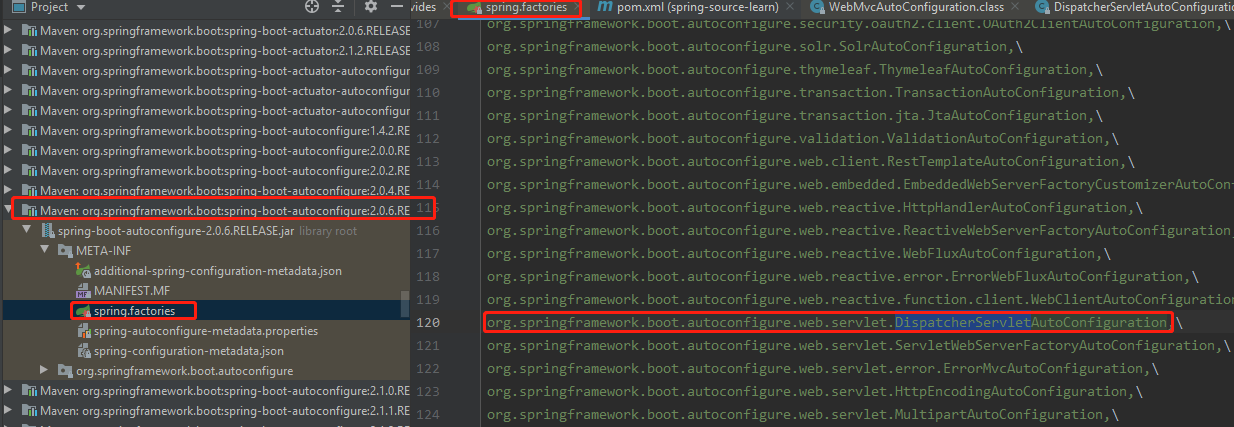 Project
Maven: org.springframework.boot:spring-boot-actuator:2.0.6.RELEASE
Maven: org.springframework.boot:spring-boot-actuator:2.1.2.RELEASE
Maven: org.springframework.boot:spring-boot-actuator-autoconfigur
Maven: org.springframework.boot:spring-boot-actuator-autoconfigur
Maven: org.springframework.boot:spring-boot-actuator-autoconfigur
Maven: org.springframework.boot:spring-boot-autoconfigure:1.4.2.RE
Maven: org.springframework.boot:spring-boot-autoconfigure:2.0.0.RE
Maven: org.springframework.boot:spring-boot-autoconfigure:2.0.2.RE
Maven: org.springframework.boot:spring-boot-autoconfigure:2.0.4.RE
Maven: org.springframework.boot:spring-boot-autoconfigure:2.0.6.RE
spring-boot-autoconfigure-2.0.6.RELEASE.jar library root
META-INF
additional-spring-configuration-metadata.json
MANIFEST.MF
spring.factories
spring-autoconfigure-metadata.properties
spring-configuration-metadata.json
org.springframework.boot.autoconfigure
Maven: org.springframework.boot:spring-boot-autoconfigure:2.1.0.RE
Maven: org.springframework.boot:spring-boot-autoconfigure:2.1.1.RE
vides spring.factories pom.xml (spring-source-learn) WebMvcAutoConfiguration.class DispatcherServletAutoConfiguratio
107 org.springframework.boot.autoconfigure.security.oauth2.client.OAuth2ClientAutoConfiguration,\
108 org.springframework.boot.autoconfigure.solr.SolrAutoConfiguration,\
109 org.springframework.boot.autoconfigure.thymeleaf.ThymeleafAutoConfiguration,\
110 org.springframework.boot.autoconfigure.transaction.TransactionAutoConfiguration,\
111 org.springframework.boot.autoconfigure.transaction.jta.JtaAutoConfiguration,\
112 org.springframework.boot.autoconfigure.validation.ValidationAutoConfiguration,\
113 org.springframework.boot.autoconfigure.web.client.RestTemplateAutoConfiguration,\
114 org.springframework.boot.autoconfigure.web.embedded.EmbeddedWebServerFactoryCustomizerAutoConf
115 org.springframework.boot.autoconfigure.web.reactive.HttpHandlerAutoConfiguration,\
116 org.springframework.boot.autoconfigure.web.reactive.ReactiveWebServerFactoryAutoConfiguration
117 org.springframework.boot.autoconfigure.web.reactive.WebFluxAutoConfiguration,\
118 org.springframework.boot.autoconfigure.web.reactive.error.ErrorWebFluxAutoConfiguration,\
119 org.springframework.boot.autoconfigure.web.reactive.function.client.WebClientAutoConfiguration
120 org.springframework.boot.autoconfigure.web.servlet.DispatcherServletAutoConfiguration,\
121 org.springframework.boot.autoconfigure.web.servlet.ServletWebServerFactoryAutoConfiguration,\
122 org.springframework.boot.autoconfigure.web.servlet.error.ErrorMvcAutoConfiguration,\
123 org.springframework.boot.autoconfigure.web.servlet.HttpEncodingAutoConfiguration,\
124 org.springframework.boot.autoconfigure.web.servlet.MultipartAutoConfiguration,\